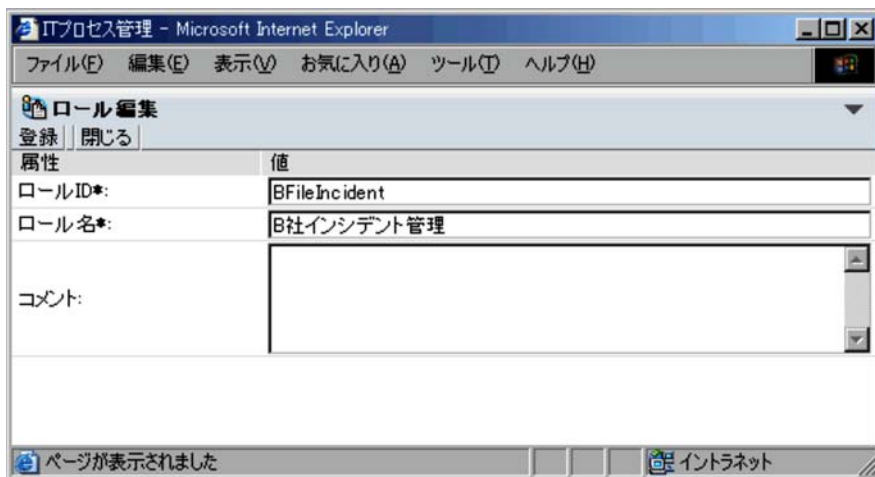 ITプロセス管理 - Microsoft Internet Explorer
ファイル(F) 編集(E) 表示(V) お気に入り(A) ツール(T) ヘルプ(H)
ロール編集
登録 閉じる
属性 値
ロールID*: BFileIncident
ロール名*: B社インシデント管理
コメント:
ページが表示されました イントラネット